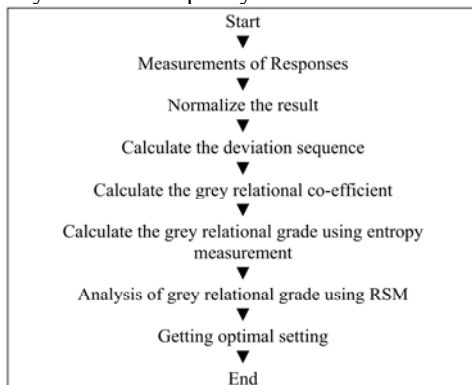 Start
▼
Measurements of Responses
▼
Normalize the result
▼
Calculate the deviation sequence
▼
Calculate the grey relational co-efficient
▼
Calculate the grey relational grade using entropy
measurement
▼
Analysis of grey relational grade using RSM
▼
Getting optimal setting
▼
End